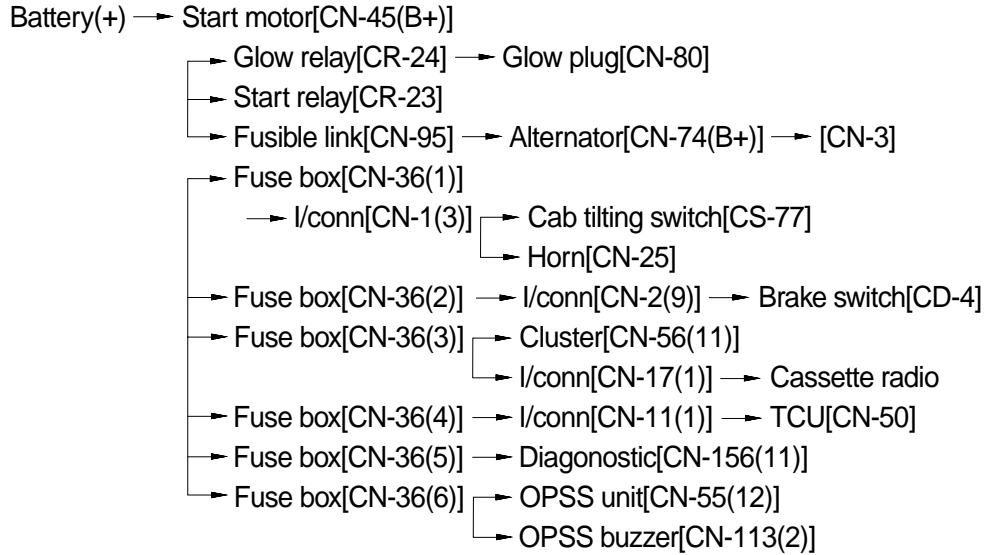 Battery(+) → Start motor[CN-45(B+)]
Glow relay[CR-24] → Glow plug[CN-80]
Start relay[CR-23]
Fusible link[CN-95] → Alternator[CN-74(B+)] → [CN-3]
Fuse box[CN-36(1)]
→ I/conn[CN-1(3)] → Cab tilting switch[CS-77]
→ Horn[CN-25]
Fuse box[CN-36(2)] → I/conn[CN-2(9)] → Brake switch[CD-4]
Fuse box[CN-36(3)] → Cluster[CN-56(11)]
→ I/conn[CN-17(1)] → Cassette radio
Fuse box[CN-36(4)] → I/conn[CN-11(1)] → TCU[CN-50]
Fuse box[CN-36(5)] → Diagonostic[CN-156(11)]
Fuse box[CN-36(6)] → OPSS unit[CN-55(12)]
→ OPSS buzzer[CN-113(2)]